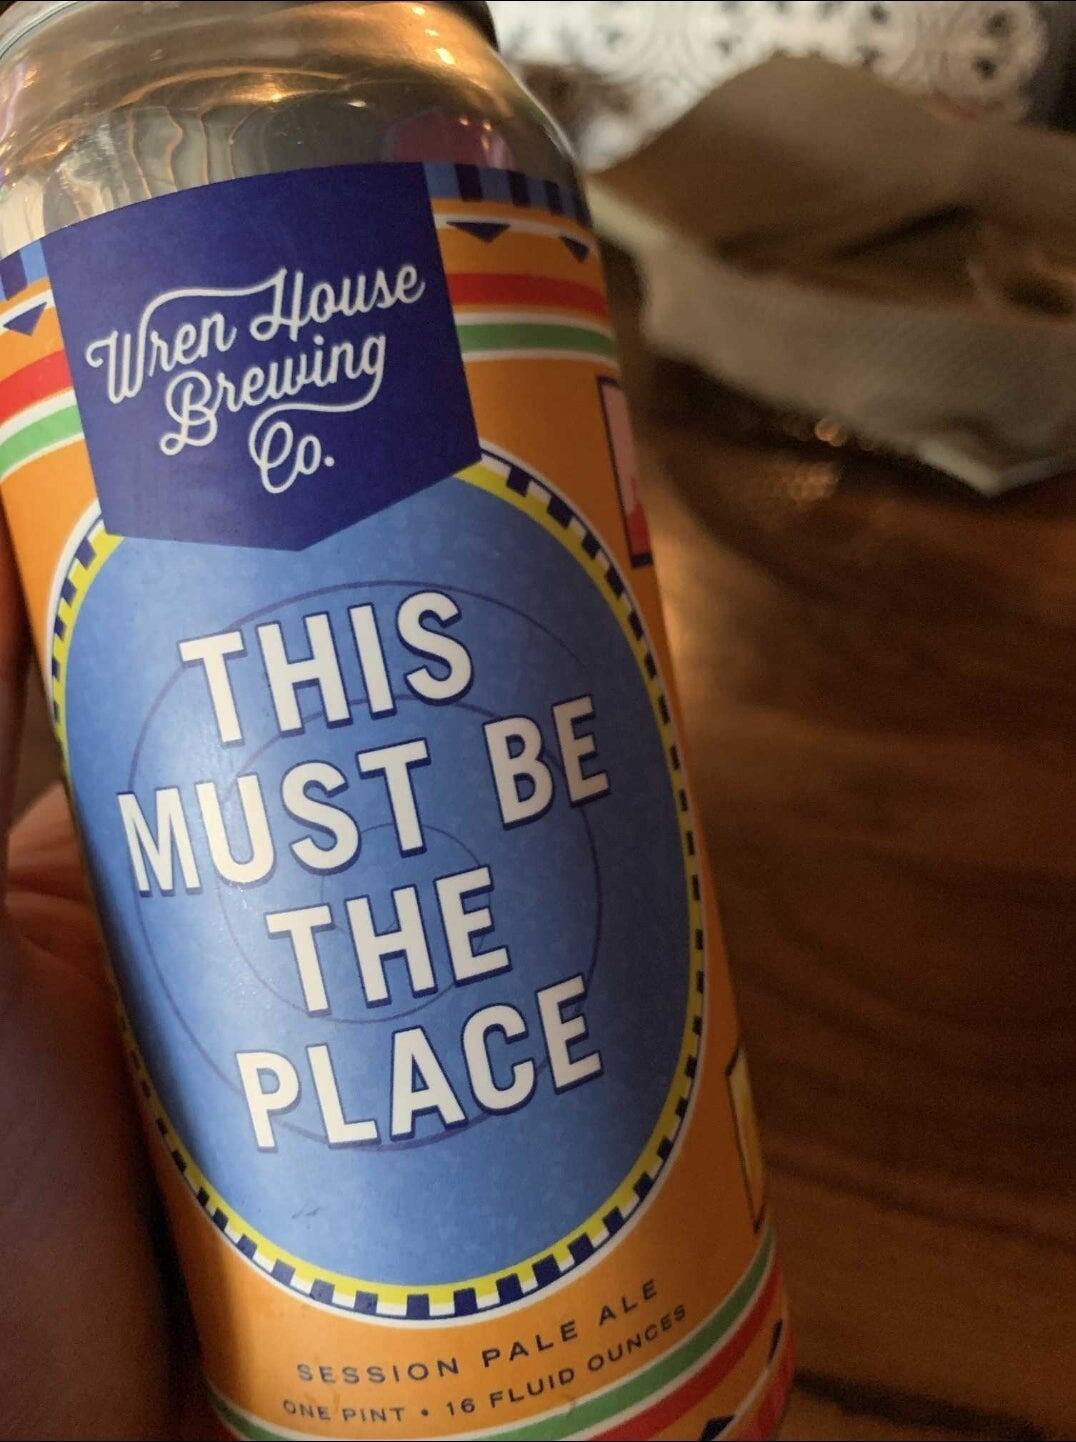 Wren House
Brewing
Co.
THIS
MUST BE
THE
PLACE
SESSION PALE ALE
ONE PINT • 16 FLUID OUNCES